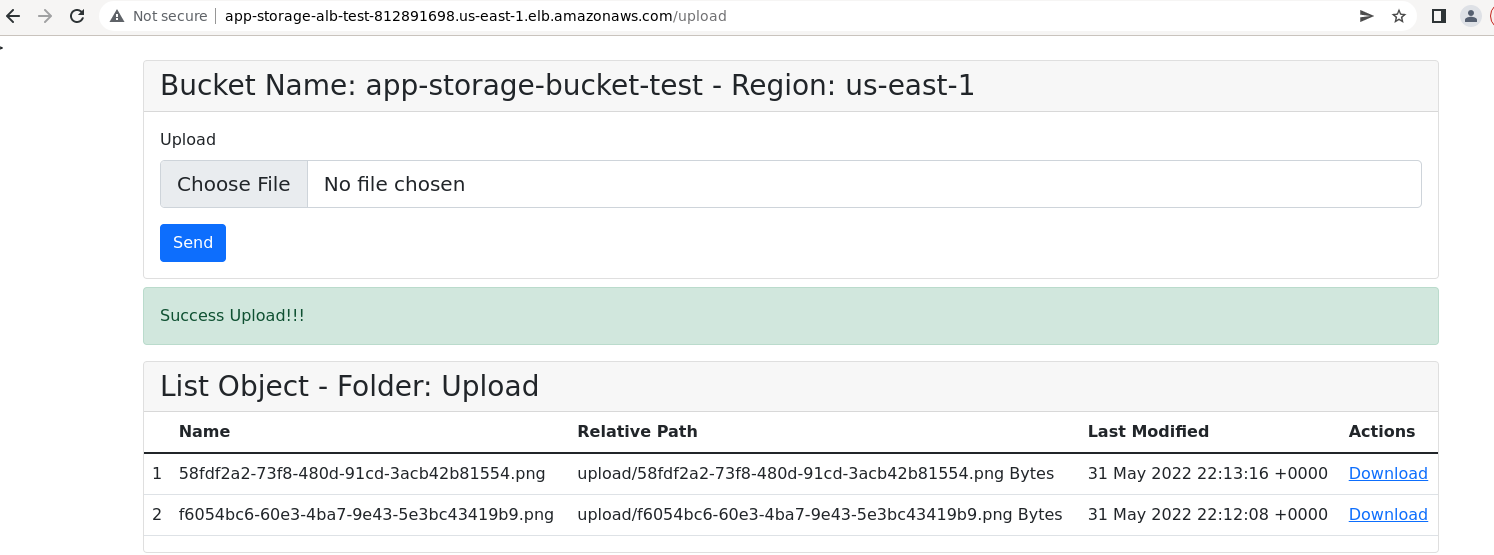 Not secure app-storage-alb-test-812891698.us-east-1.elb.amazonaws.com/upload
Bucket Name: app-storage-bucket-test - Region: us-east-1
Upload
Choose File No file chosen
Send
Success Upload!!!
List Object - Folder: Upload
Name Relative Path Last Modified Actions
1 58fdf2a2-73f8-480d-91cd-3acb42b81554.png upload/58fdf2a2-73f8-480d-91cd-3acb42b81554.png Bytes 31 May 2022 22:13:16 +0000 Download
2 f6054bc6-60e3-4ba7-9e43-5e3bc43419b9.png upload/f6054bc6-60e3-4ba7-9e43-5e3bc43419b9.png Bytes 31 May 2022 22:12:08 +0000 Download